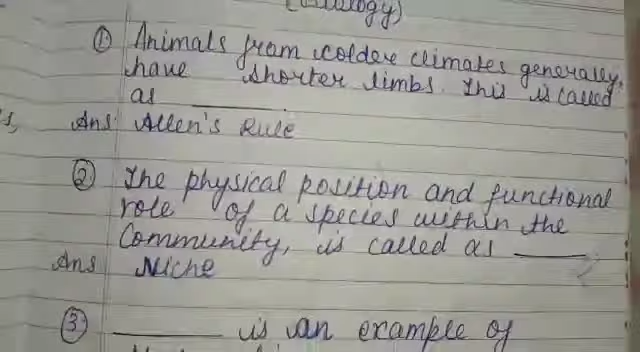 ① Animals from colder climates generally,
have shorter limbs. This is called
as ______.
Ans: Allen's Rule
② The physical position and functional
role of a species within the
Community, is called as ____.
Ans Niche
③ ______ is an example of